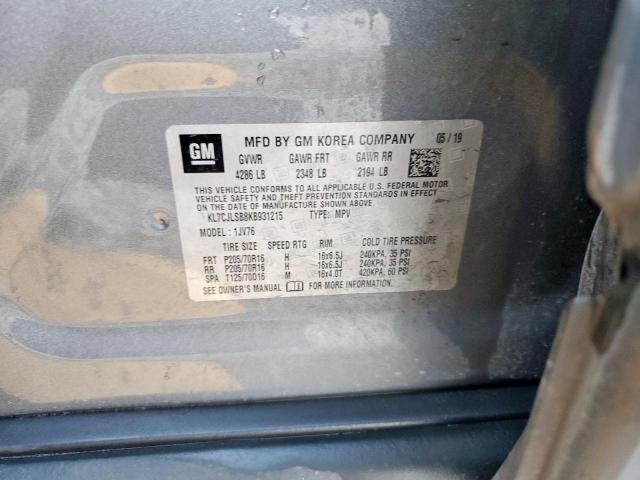 GM MFD BY GM KOREA COMPANY 05/19
GVWR GAWR FRT GAWR RR
4286 LB 2348 LB 2194 LB
THIS VEHICLE CONFORMS TO ALL APPLICABLE U.S. FEDERAL MOTOR
VEHICLE SAFETY AND THEFT PREVENTION STANDARDS IN EFFECT
ON THE DATE OF MANUFACTURE SHOWN ABOVE.
KL7CJLSB8KB931215 TYPE: MPV
MODEL: 1JV76
TIRE SIZE SPEED RTG RIM COLD TIRE PRESSURE
FRT P205/70R16 H 16x6.5J 240KPA, 35 PSI
RR P205/70R16 H 16x6.5J 240KPA, 35 PSI
SPA T125/70D16 M 16x4.0T 420KPA, 60 PSI
SEE OWNER'S MANUAL FOR MORE INFORMATION.